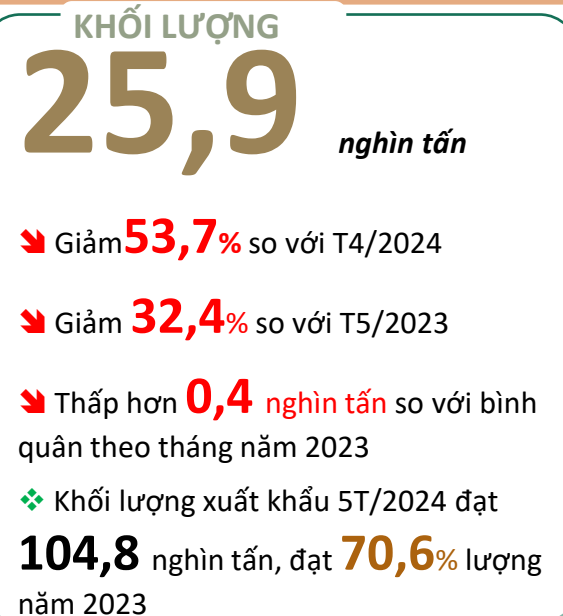 KHỐI LƯỢNG
25,9 nghìn tấn
Giảm53,7% so với T4/2024
Giảm 32,4% so với T5/2023
Thấp hơn 0,4 nghìn tấn so với bình
quân theo tháng năm 2023
Khối lượng xuất khẩu 5T/2024 đạt
104,8 nghìn tấn, đạt 70,6% lượng
năm 2023